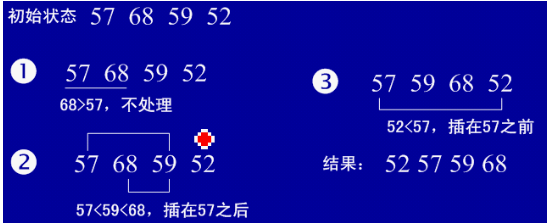 初始状态 57 68 59 52
❶ 57 68 59 52
68>57，不处理
❷ 57 68 59 52
57<59<68，插在57之后
❸ 57 59 68 52
52<57，插在57之前
结果： 52 57 59 68